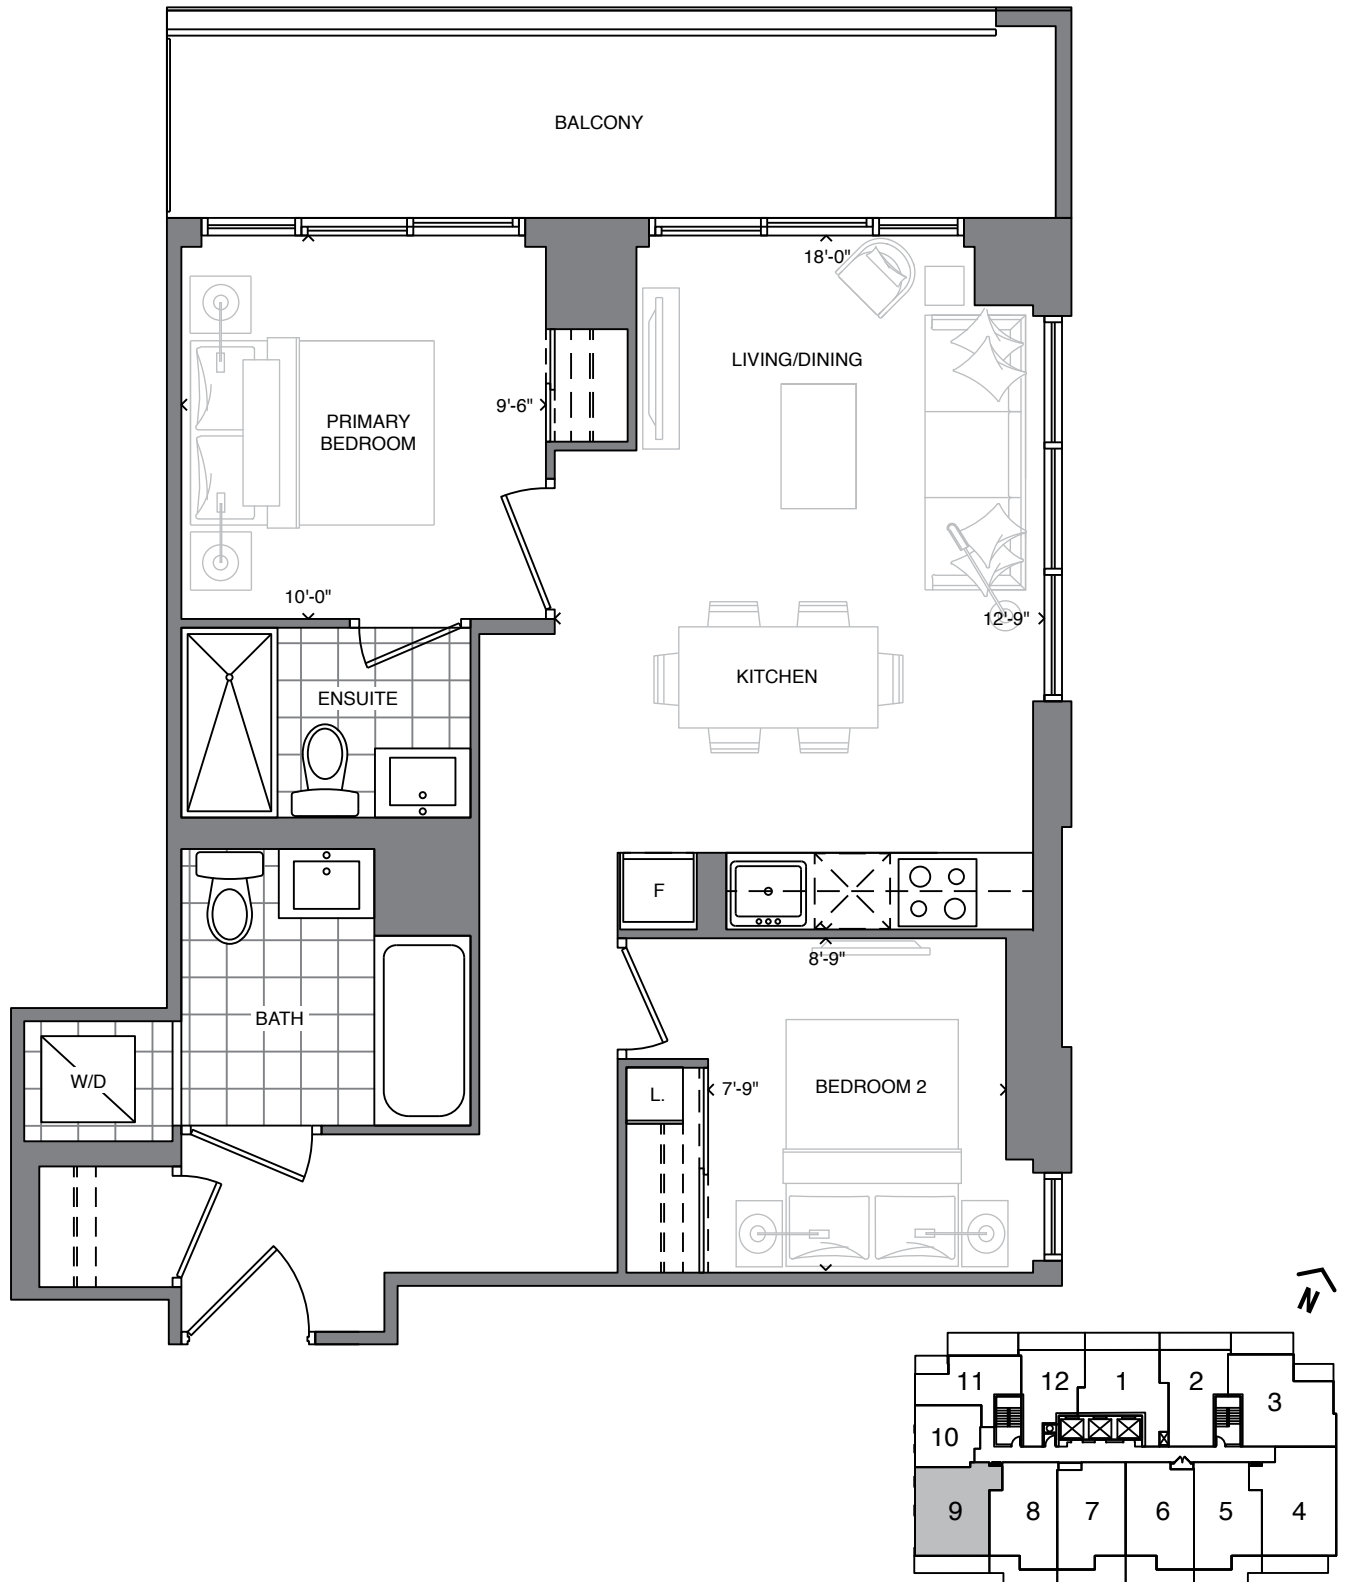 BALCONY
18'-0"
LIVING/DINING
9'-6"
PRIMARY
BEDROOM
10'-0"
12'-9"
KITCHEN
ENSUITE
F
8'-9"
BATH
W/D
L.
7'-9"
BEDROOM 2
N
11
12
1
2
3
10
9
8
7
6
5
4